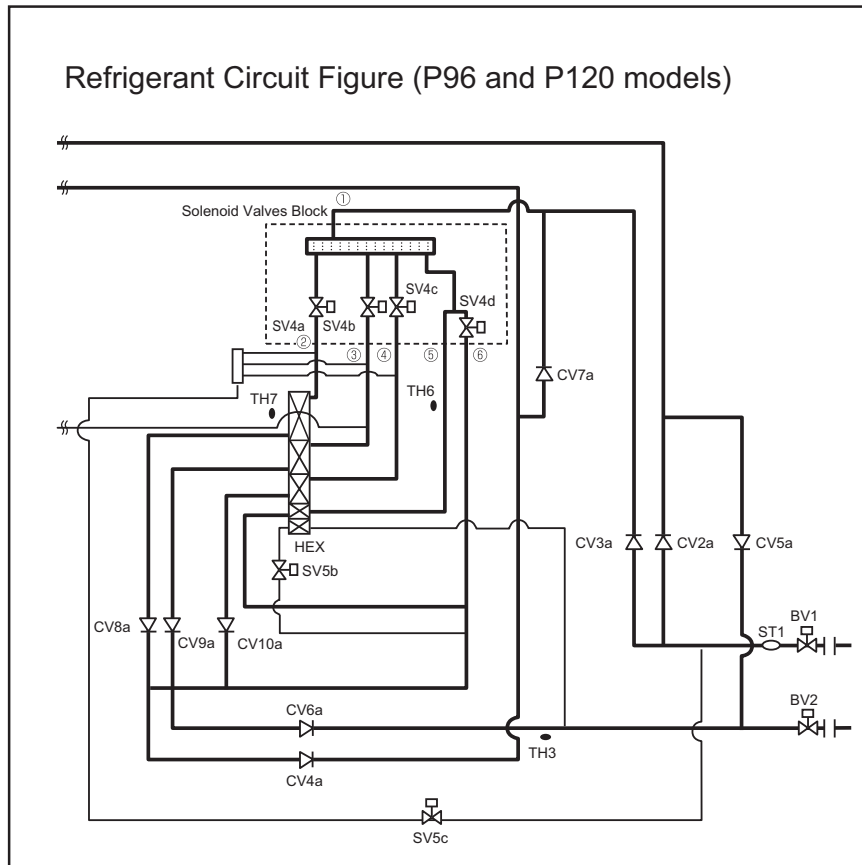 Refrigerant Circuit Figure (P96 and P120 models)
①
Solenoid Valves Block
SV4c
SV4d
SV4a
SV4b
②
③
④
⑤
⑥
TH7
TH6
CV7a
HEX
SV5b
CV3a
CV2a
CV5a
CV8a
CV9a
CV10a
ST1
BV1
CV6a
BV2
TH3
CV4a
SV5c